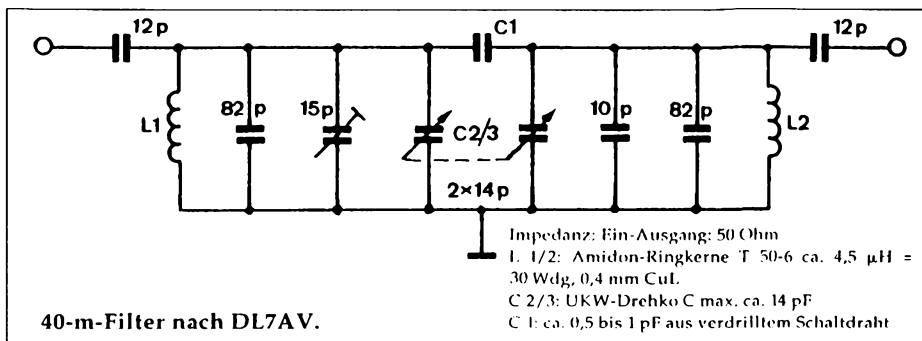 12p
C1
12p
L1
82p
15p
C2/3
10p
82p
L2
2×14p
Impedanz: Ein-Ausgang: 50 Ohm
L 1/2: Amidon-Ringkerne T 50-6 ca. 4,5 µH =
30 Wdg, 0,4 mm CuL
C 2/3: UKW-Drehko C max. ca. 14 pF
C 1: ca. 0,5 bis 1 pF aus verdrilltem Schaltdraht
40-m-Filter nach DL7AV.